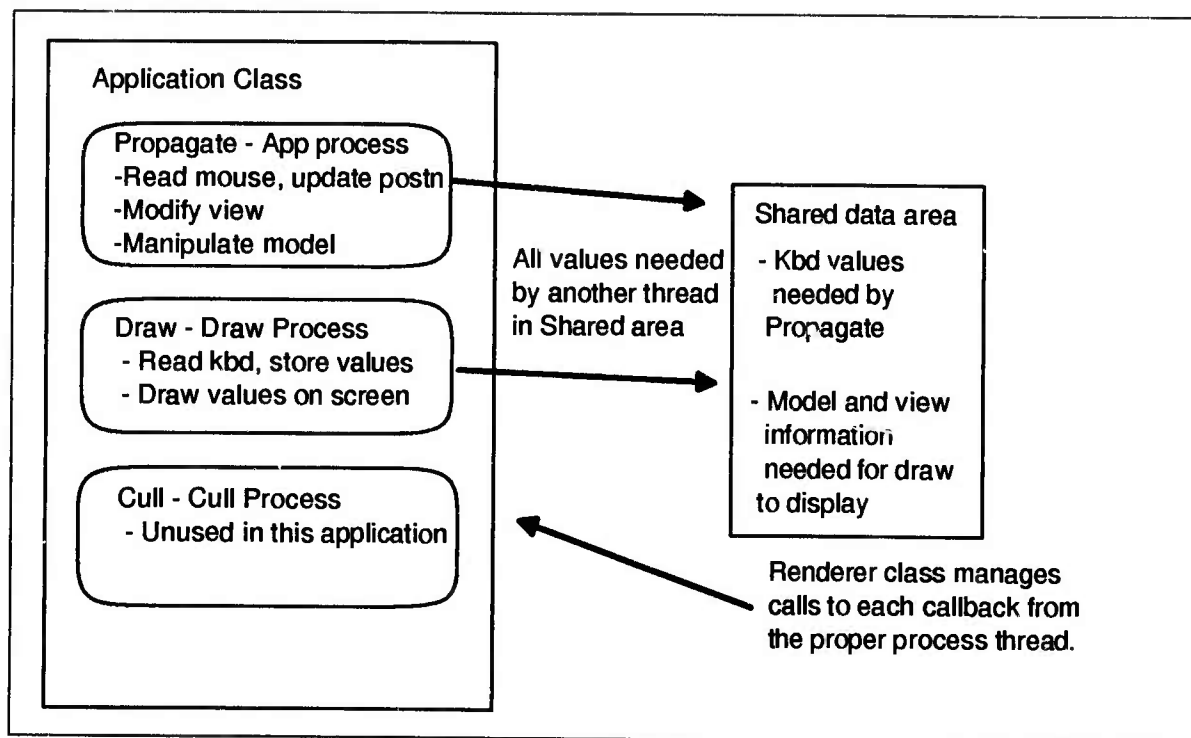 Application Class
Propagate - App process
-Read mouse, update postn
-Modify view
-Manipulate model
Draw - Draw Process
- Read kbd, store values
- Draw values on screen
Cull - Cull Process
- Unused in this application
All values needed
by another thread
in Shared area
Shared data area
- Kbd values
needed by
Propagate
- Model and view
information
needed for draw
to display
Renderer class manages
calls to each callback from
the proper process thread.